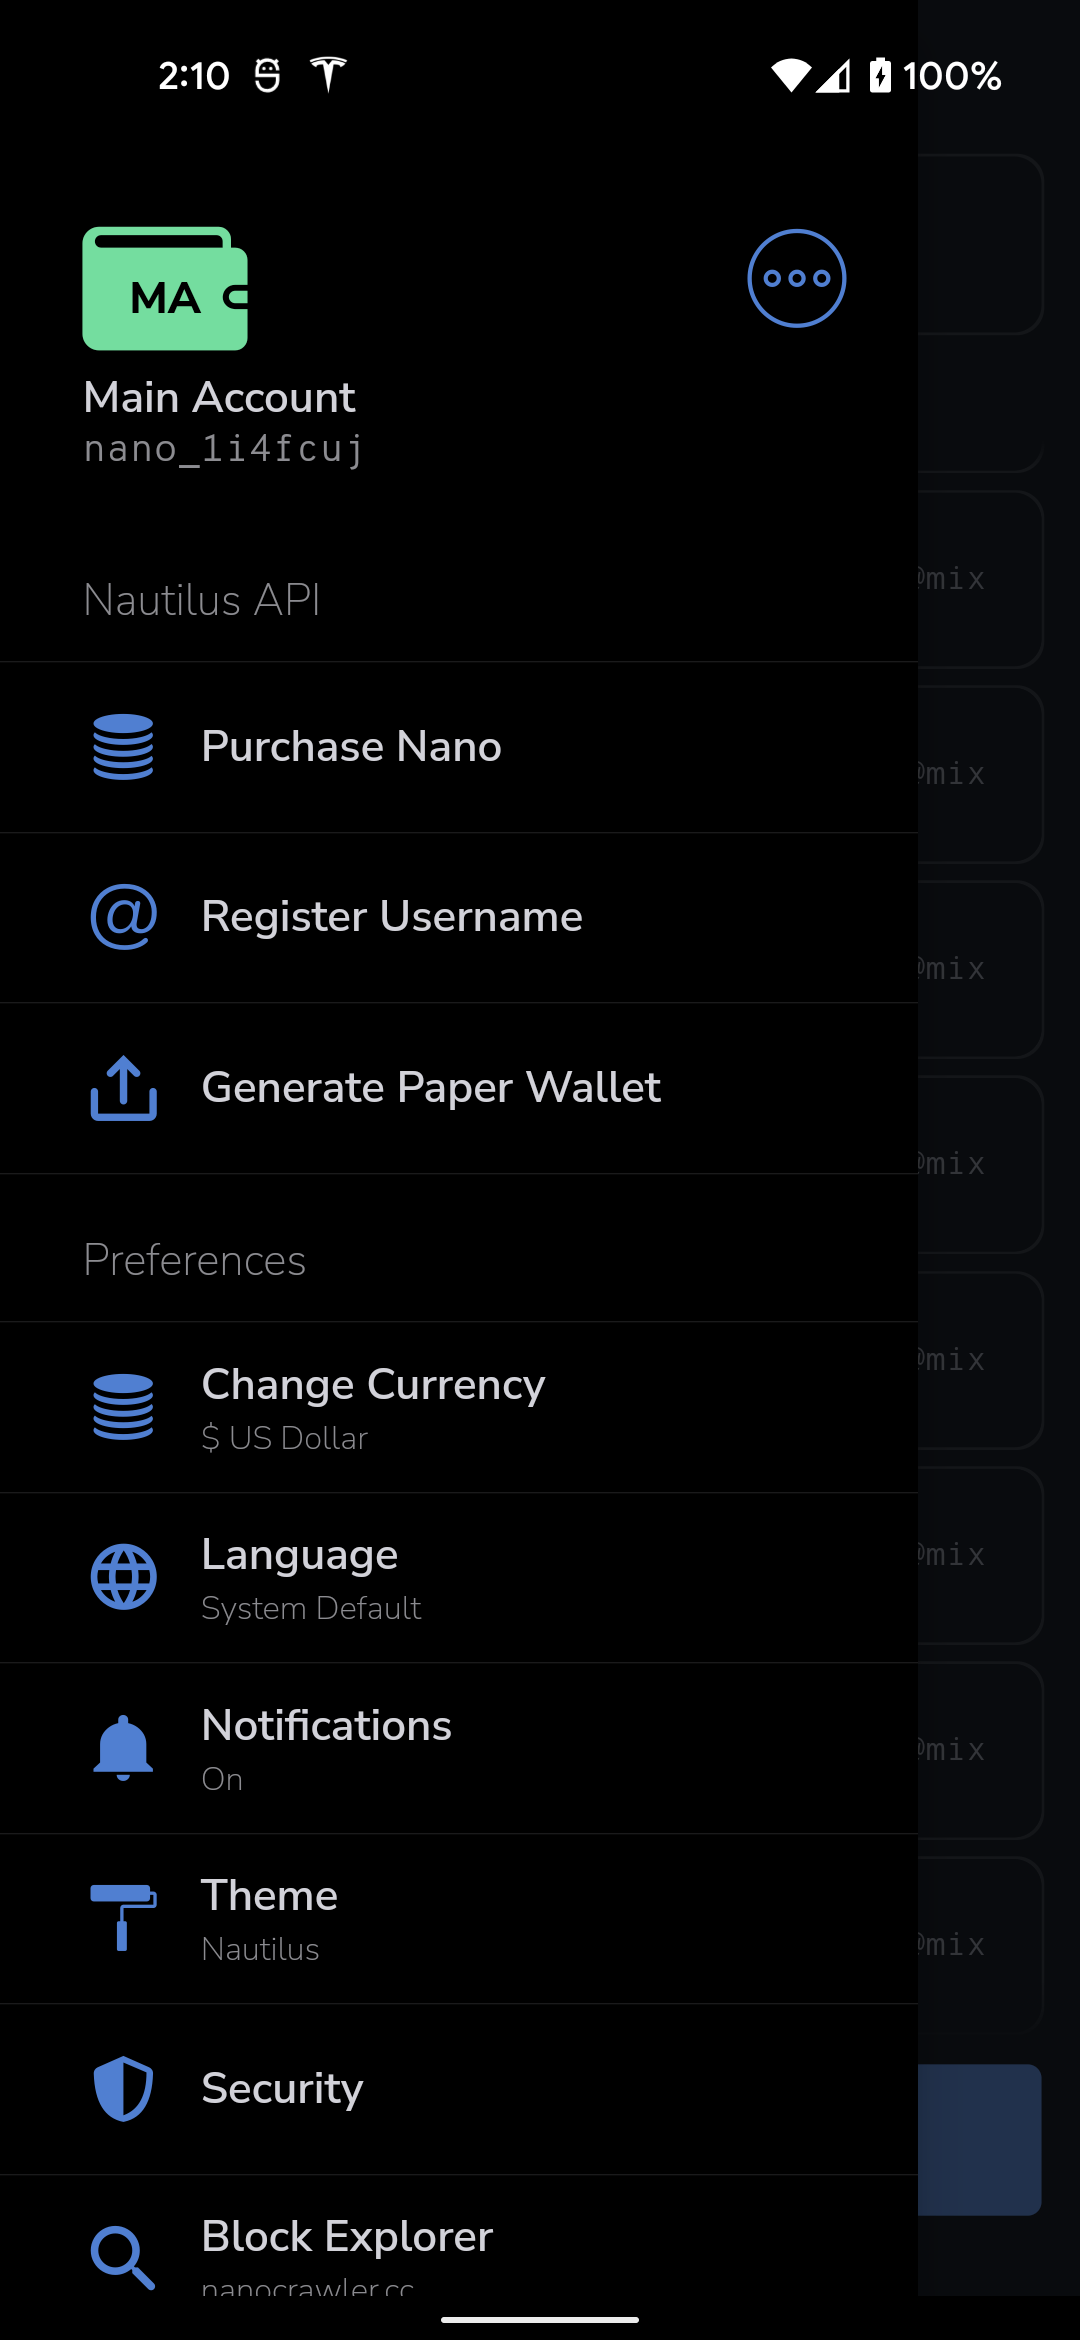 2:10
100%
MA
Main Account
nano_1i4fcuj
Nautilus API
@mix
Purchase Nano
@mix
Register Username
@mix
Generate Paper Wallet
@mix
Preferences
Change Currency
$ US Dollar
@mix
Language
System Default
@mix
Notifications
On
@mix
Theme
Nautilus
@mix
Security
Block Explorer
nanocrawler.cc